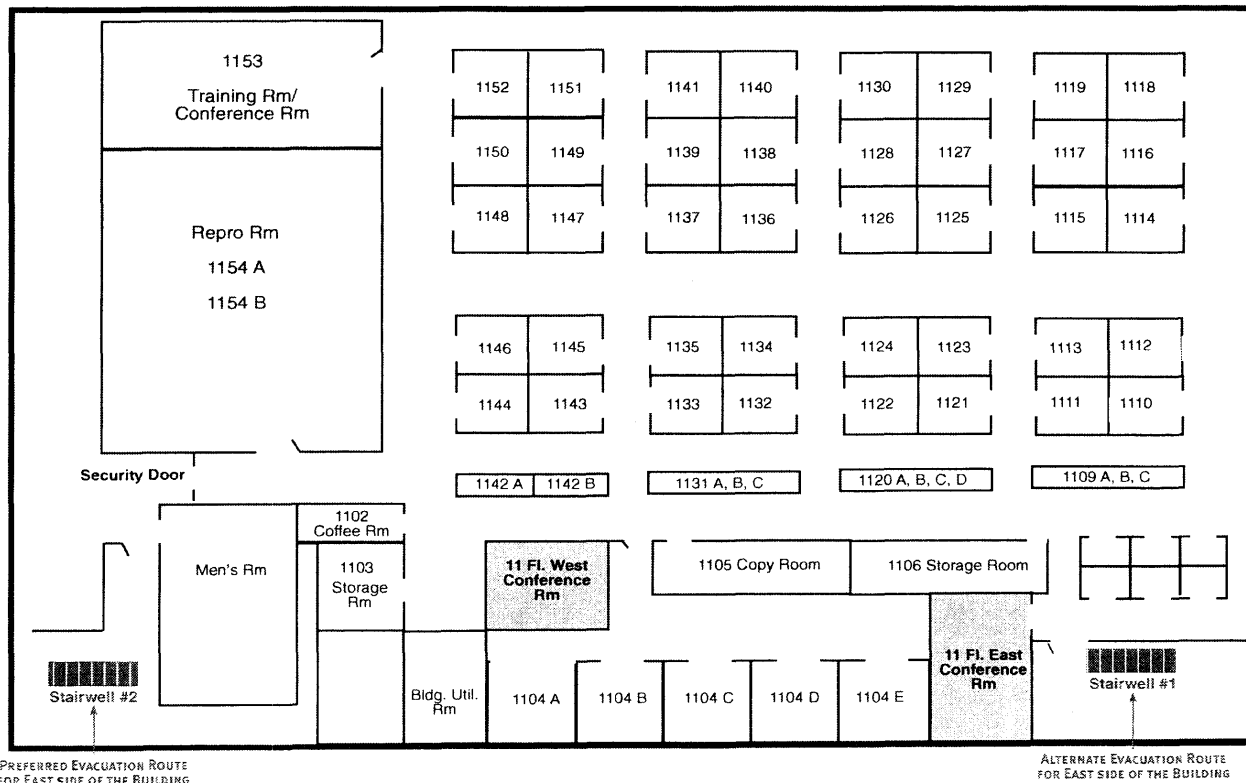 1153
Training Rm/
Conference Rm
Repro Rm
1154 A
1154 B
1152 1151 1141 1140 1130 1129 1119 1118
1150 1149 1139 1138 1128 1127 1117 1116
1148 1147 1137 1136 1126 1125 1115 1114
1146 1145 1135 1134 1124 1123 1113 1112
1144 1143 1133 1132 1122 1121 1111 1110
Security Door
1142 A 1142 B 1131 A, B, C 1120 A, B, C, D 1109 A, B, C
1102
Coffee Rm
Men's Rm
1103
Storage
Rm
11 Fl. West
Conference
Rm
1105 Copy Room 1106 Storage Room
11 Fl. East
Conference
Rm
Bldg. Util.
Rm
1104 A 1104 B 1104 C 1104 D 1104 E
Stairwell #2
Stairwell #1
PREFERRED EVACUATION ROUTE
FOR EAST SIDE OF THE BUILDING
ALTERNATE EVACUATION ROUTE
FOR EAST SIDE OF THE BUILDING